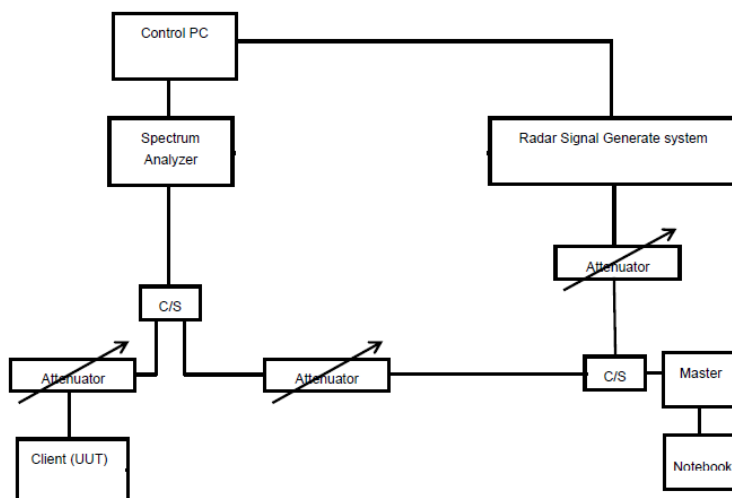 Control PC
Spectrum
Analyzer
Radar Signal Generate system
Attenuator
C/S
Attenuator
Attenuator
C/S
Master
Client (UUT)
Notebook